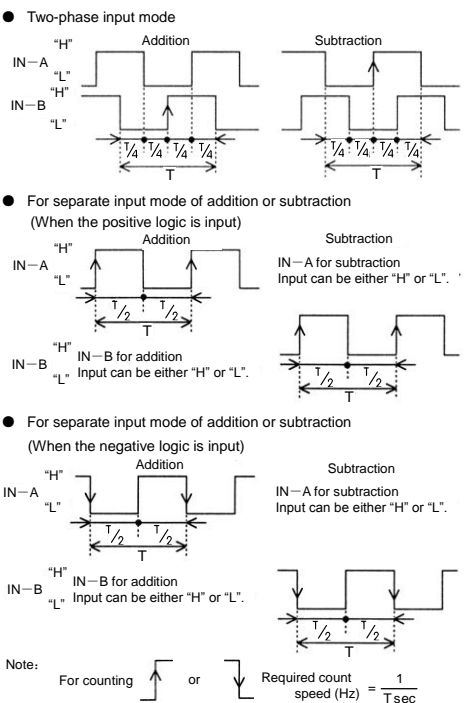 ● Two-phase input mode
Addition
Subtraction
IN－A
“H”
“L”
IN－B
“H”
“L”
T/4 T/4 T/4 T/4
T
T/4 T/4 T/4 T/4
T
● For separate input mode of addition or subtraction
(When the positive logic is input)
Addition
Subtraction
IN－A
“H”
“L”
IN－A for subtraction
Input can be either “H” or “L”.
T/2 T/2
T
IN－B
“H”
“L”
IN－B for addition
Input can be either “H” or “L”.
T/2 T/2
T
● For separate input mode of addition or subtraction
(When the negative logic is input)
Addition
Subtraction
IN－A
“H”
“L”
IN－A for subtraction
Input can be either “H” or “L”.
T/2 T/2
T
IN－B
“H”
“L”
IN－B for addition
Input can be either “H” or “L”.
T/2 T/2
T
Note:
For counting or
Required count
speed (Hz) = 1 / T sec